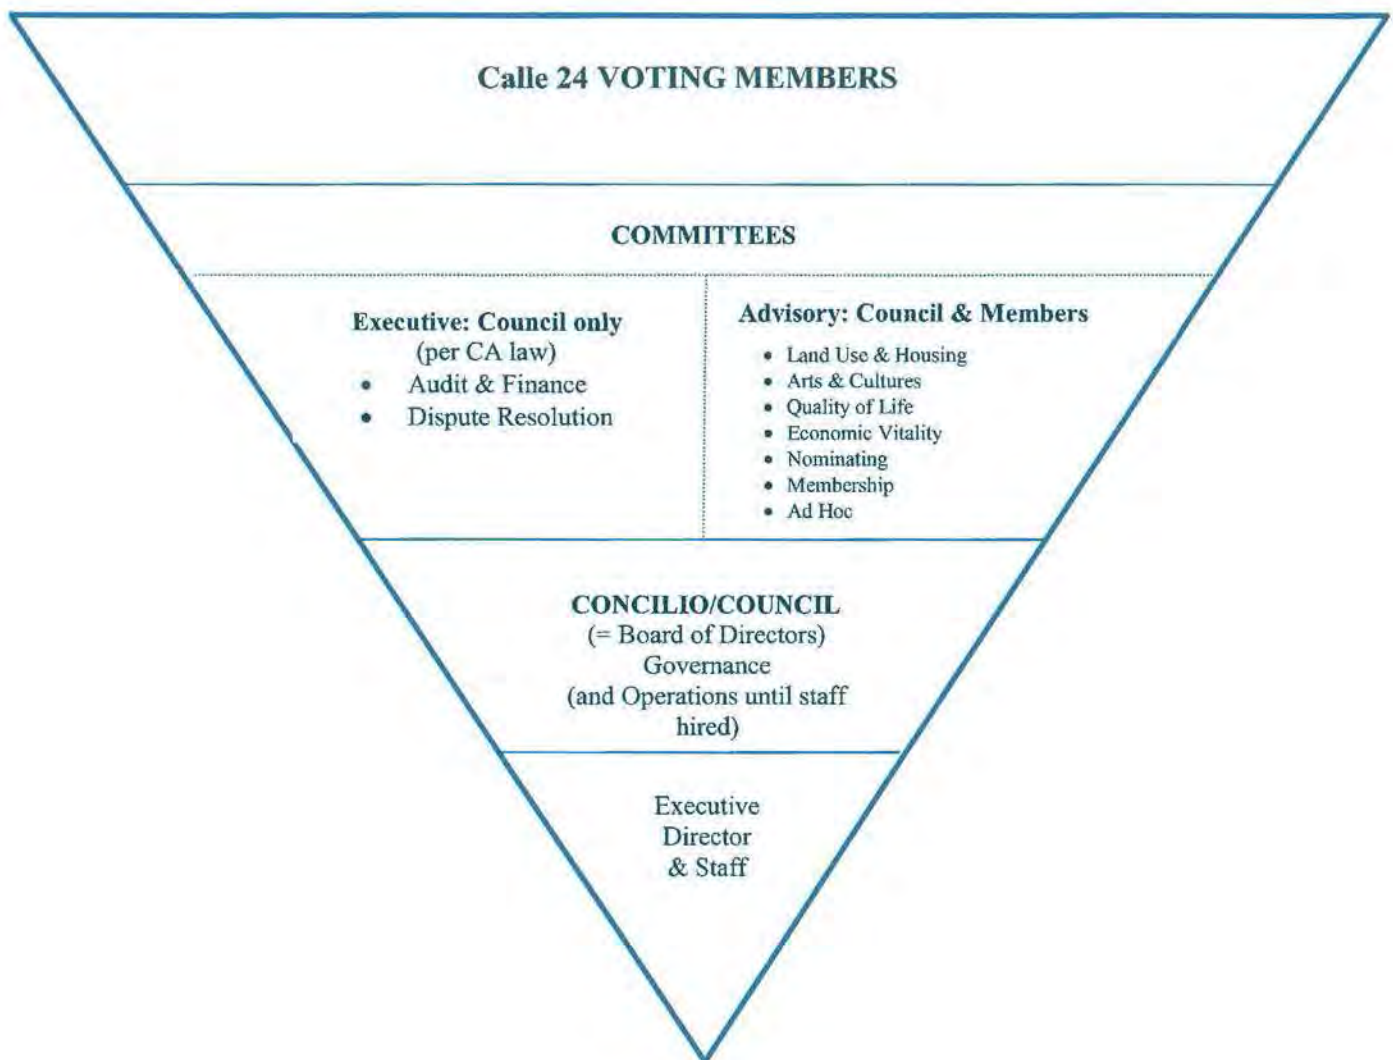 Calle 24 VOTING MEMBERS
COMMITTEES
Executive: Council only
(per CA law)
• Audit & Finance
• Dispute Resolution
Advisory: Council & Members
• Land Use & Housing
• Arts & Cultures
• Quality of Life
• Economic Vitality
• Nominating
• Membership
• Ad Hoc
CONCILIO/COUNCIL
(= Board of Directors)
Governance
(and Operations until staff
hired)
Executive
Director
& Staff